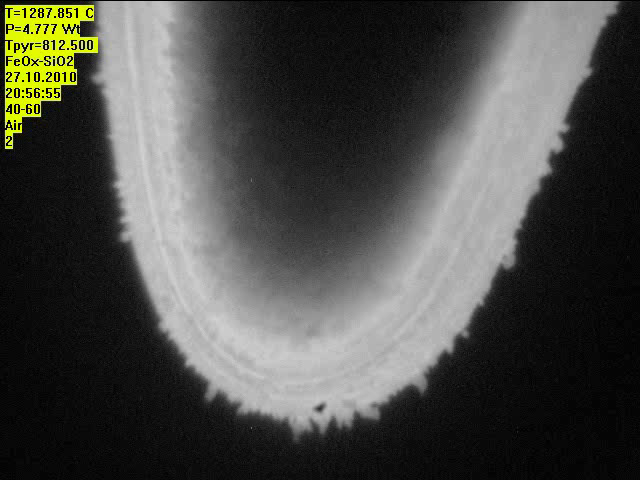 T=1287.851 C
P=4.777 Wt
Tpyr=812.500
FeOx-SiO2
27.10.2010
20:56:55
40-60
Air
2